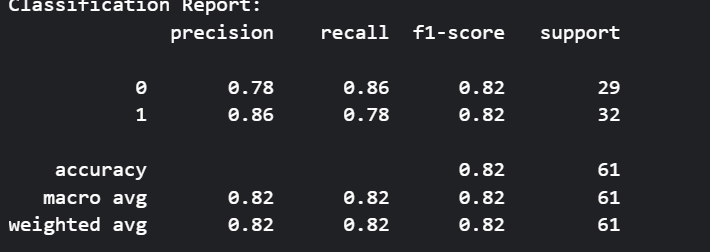 Classification Report:
precision recall f1-score support
0 0.78 0.86 0.82 29
1 0.86 0.78 0.82 32
accuracy 0.82 61
macro avg 0.82 0.82 0.82 61
weighted avg 0.82 0.82 0.82 61